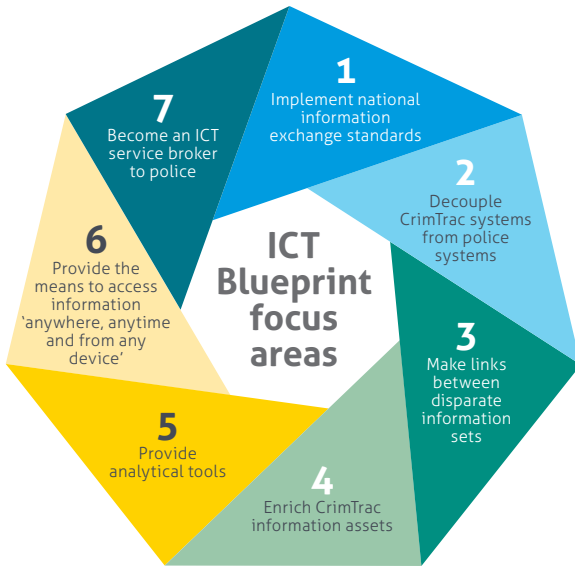 ICT
Blueprint
focus
areas
1
Implement national
information
exchange standards
2
Decouple
CrimTrac systems
from police
systems
3
Make links
between
disparate
information
sets
4
Enrich CrimTrac
information assets
5
Provide
analytical tools
6
Provide the
means to access
information
‘anywhere, anytime
and from any
device’
7
Become an ICT
service broker
to police